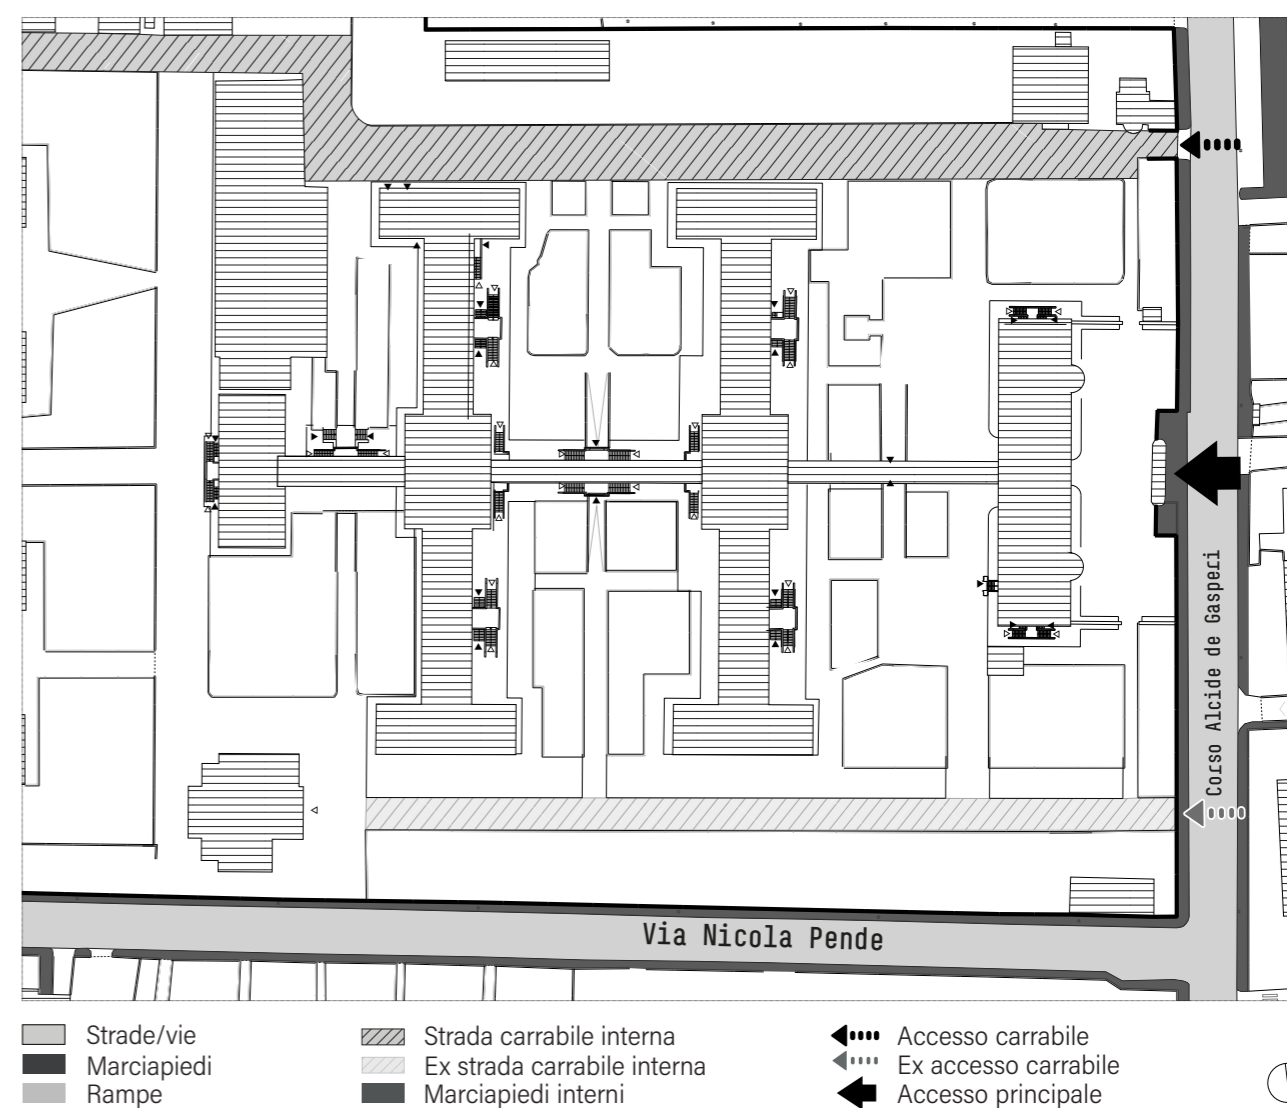 Corso Alcide de Gasperi
Via Nicola Pende
Strade/vie
Marciapiedi
Rampe
Strada carrabile interna
Ex strada carrabile interna
Marciapiedi interni
Accesso carrabile
Ex accesso carrabile
Accesso principale